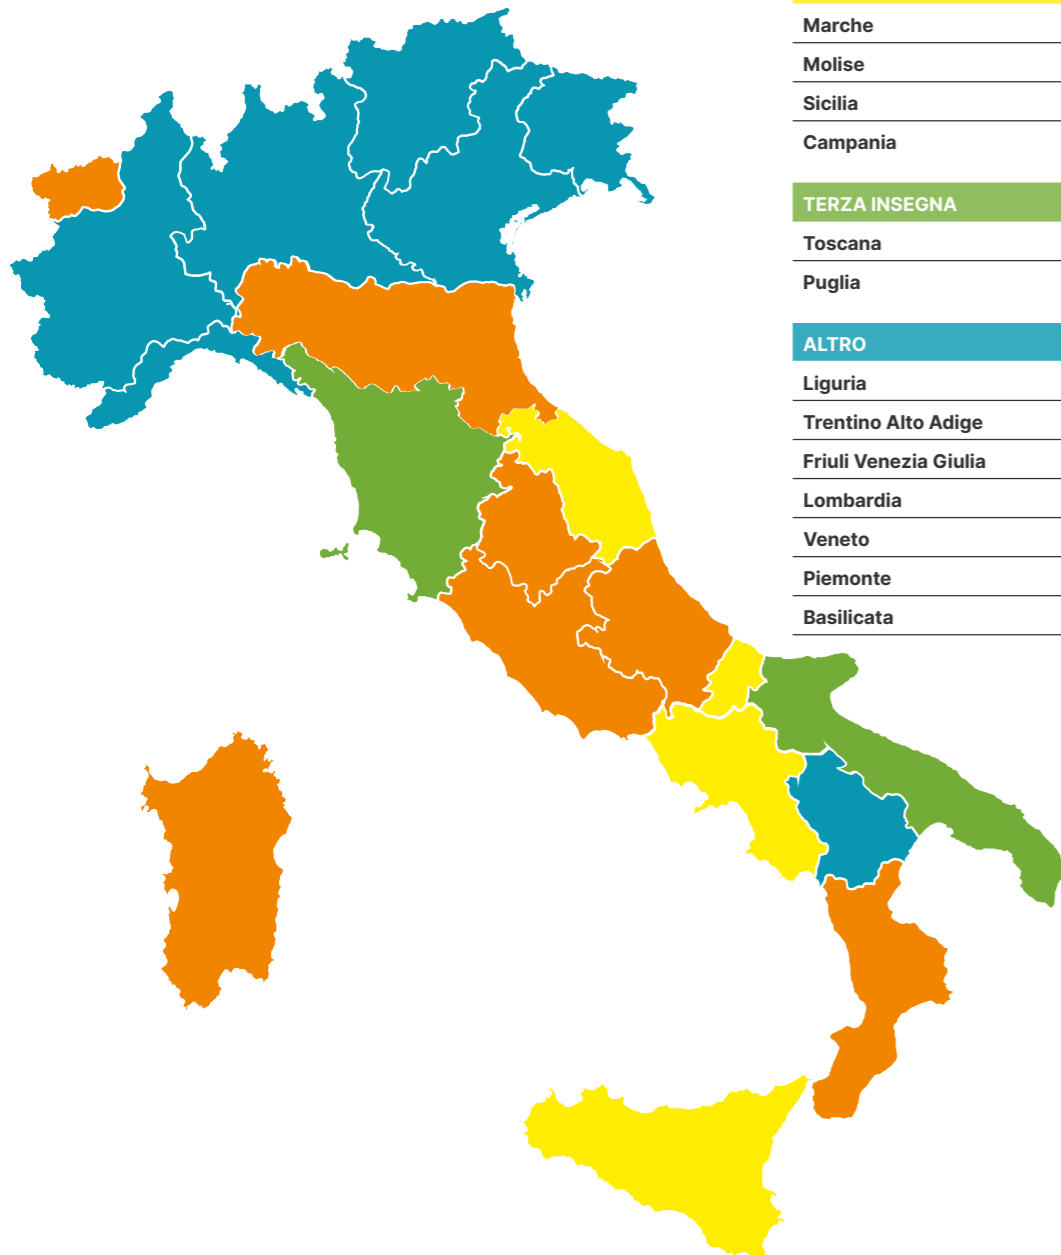 Marche
Molise
Sicilia
Campania
TERZA INSEGNA
Toscana
Puglia
ALTRO
Liguria
Trentino Alto Adige
Friuli Venezia Giulia
Lombardia
Veneto
Piemonte
Basilicata